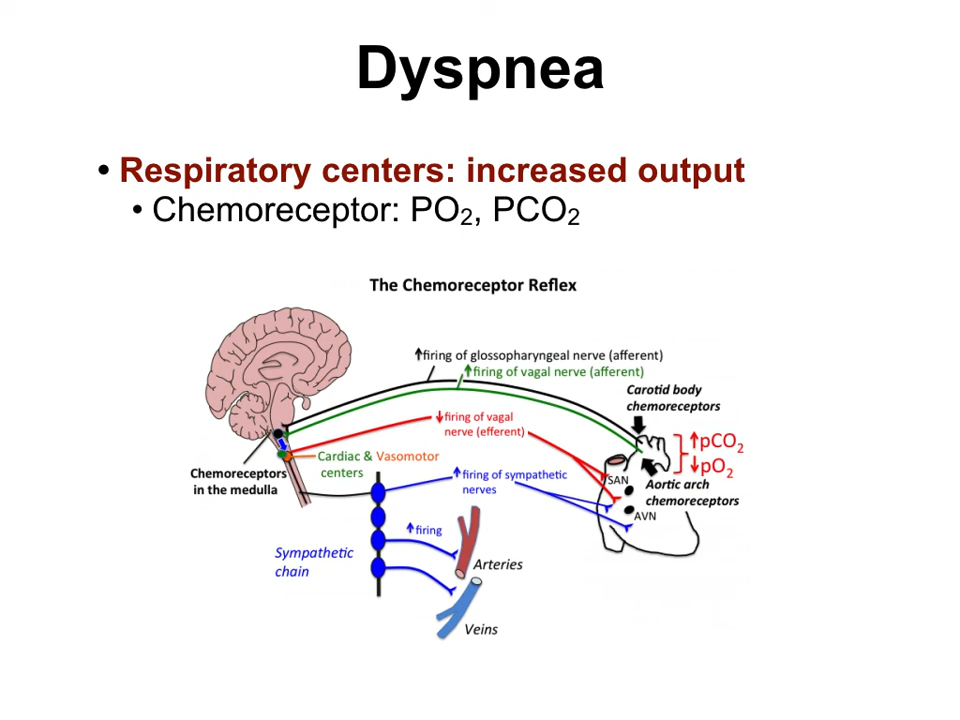 Dyspnea
• Respiratory centers: increased output
• Chemoreceptor: PO₂, PCO₂
The Chemoreceptor Reflex
↑firing of glossopharyngeal nerve (afferent)
↑firing of vagal nerve (afferent)
Carotid body
chemoreceptors
↓firing of vagal
nerve (efferent)
↑pCO₂
↓pO₂
Chemoreceptors
in the medulla
Cardiac & Vasomotor
centers
↑firing of sympathetic
nerves
SAN
Aortic arch
chemoreceptors
AVN
↑firing
Sympathetic
chain
Arteries
Veins